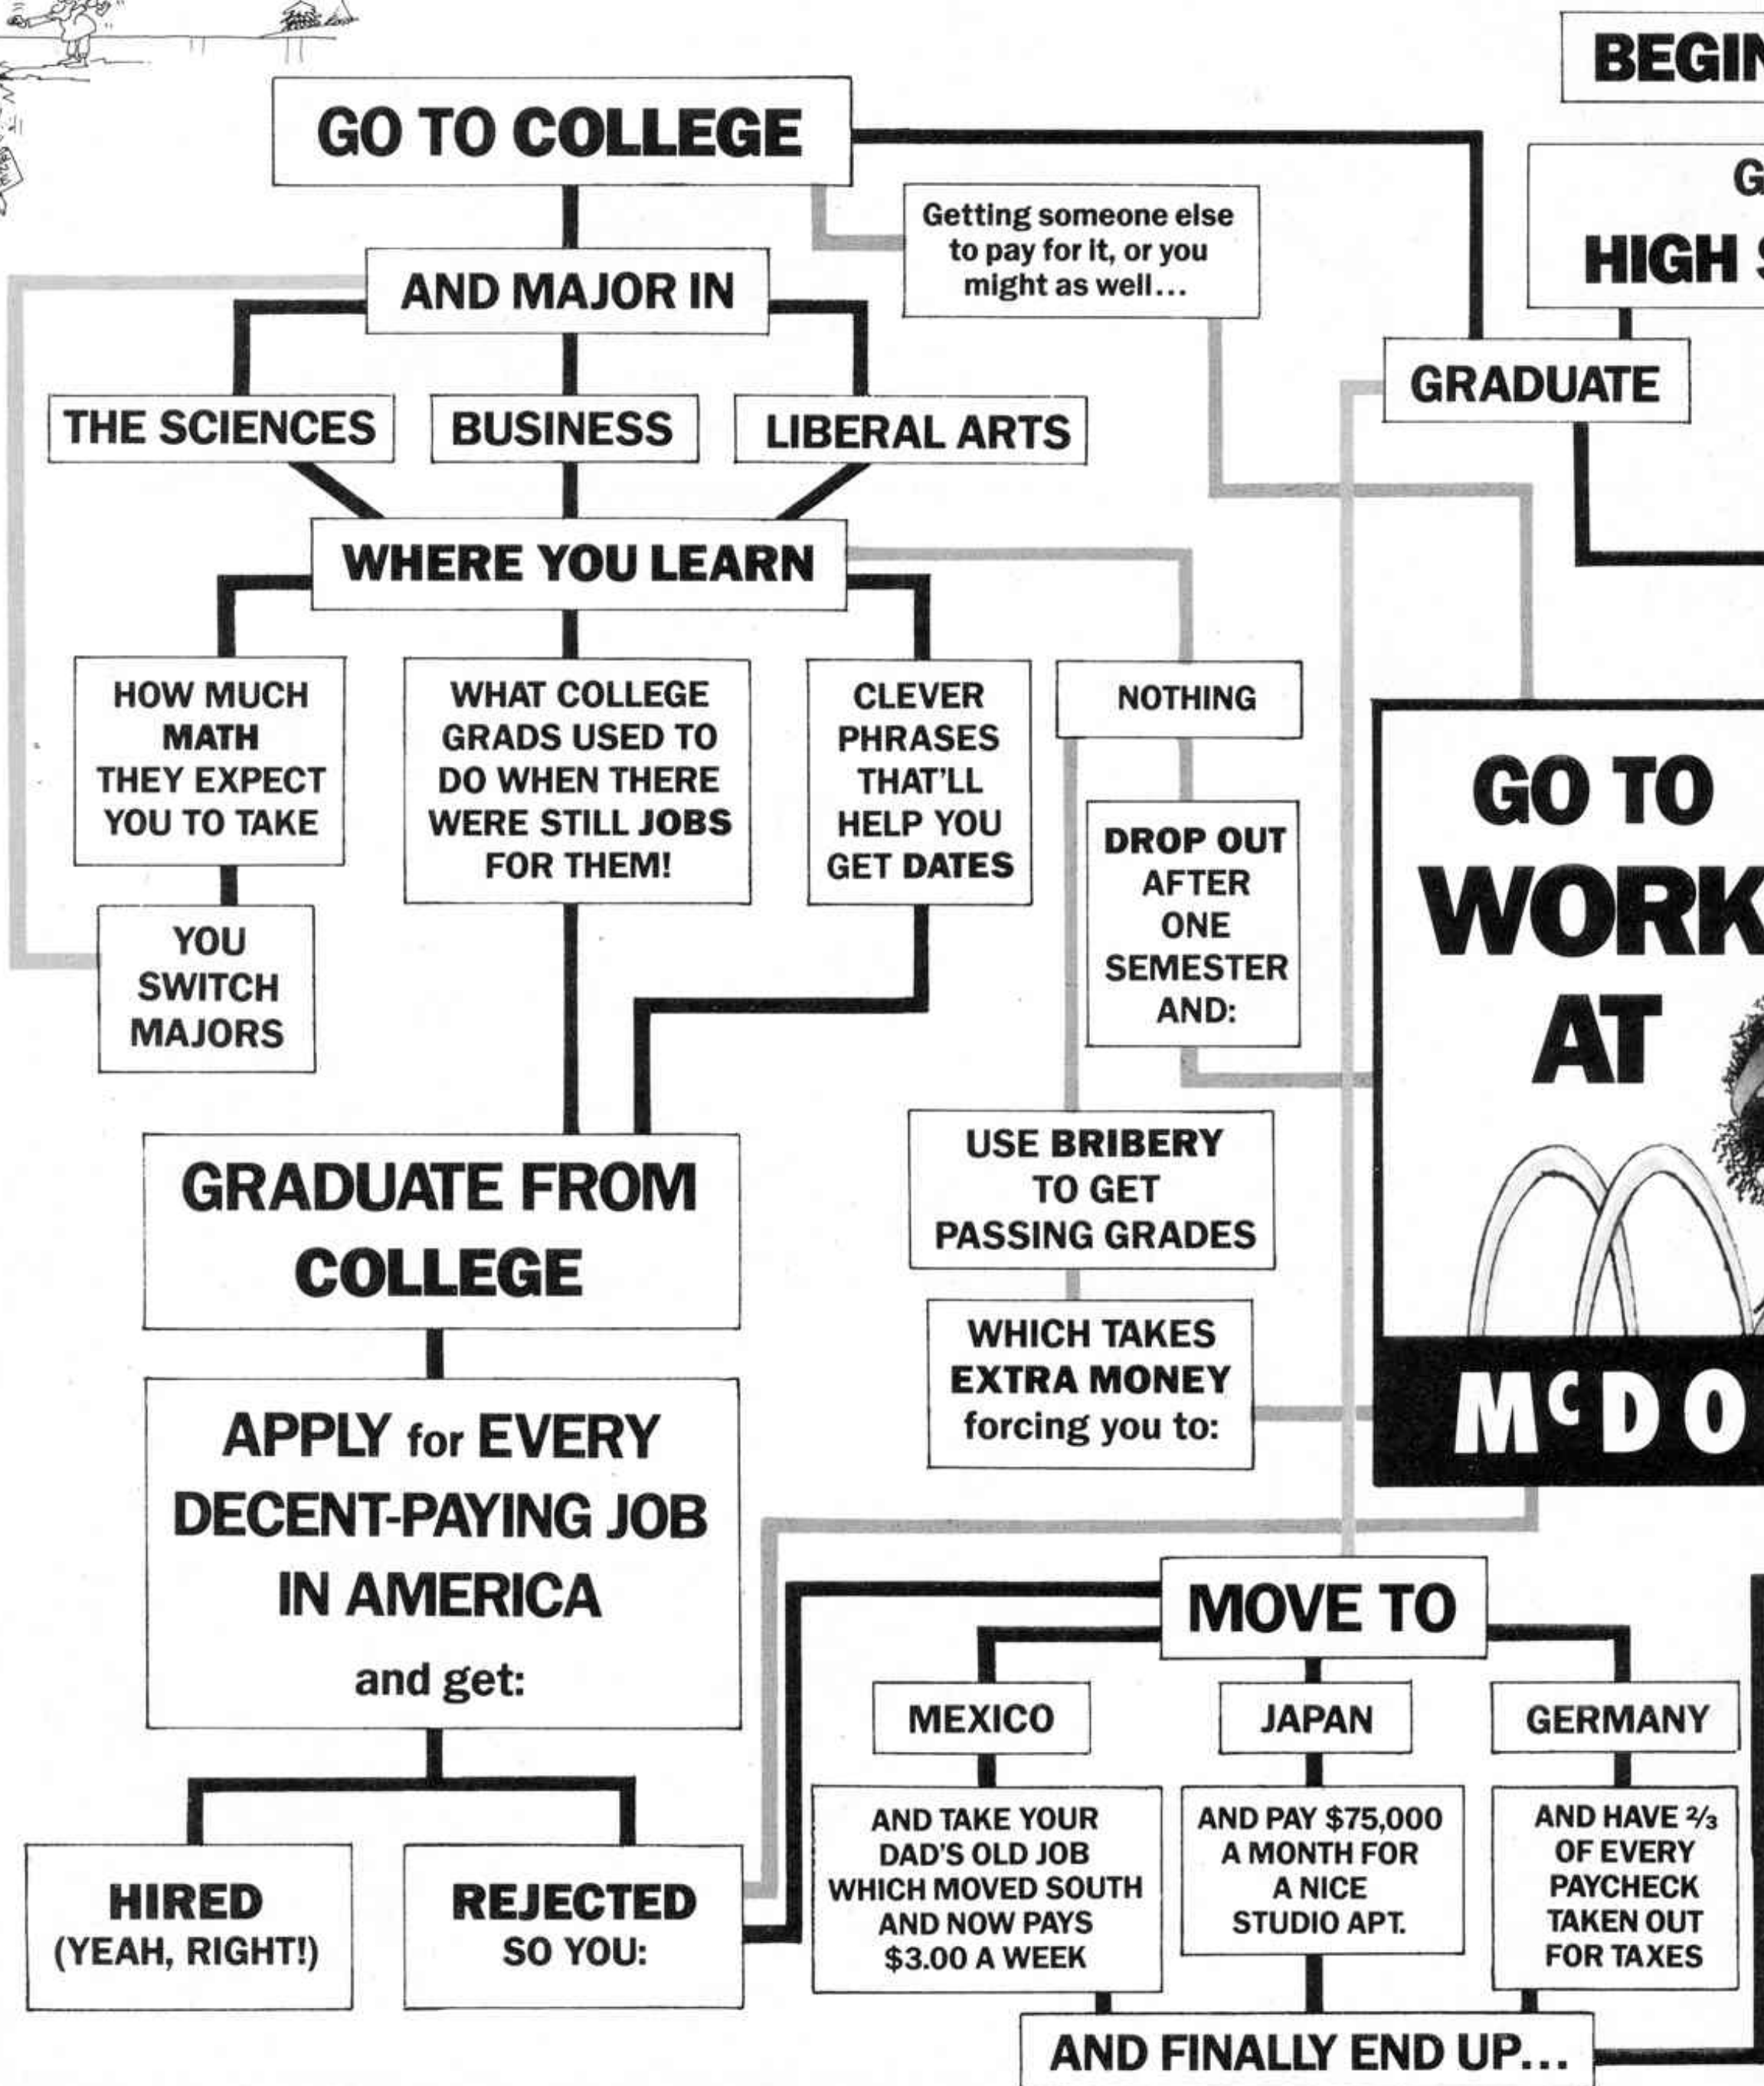 BEGIN
GO TO COLLEGE
Getting someone else
to pay for it, or you
might as well...
G
HIGH S
AND MAJOR IN
GRADUATE
THE SCIENCES
BUSINESS
LIBERAL ARTS
WHERE YOU LEARN
HOW MUCH
MATH
THEY EXPECT
YOU TO TAKE
WHAT COLLEGE
GRADS USED TO
DO WHEN THERE
WERE STILL JOBS
FOR THEM!
CLEVER
PHRASES
THAT'LL
HELP YOU
GET DATES
NOTHING
DROP OUT
AFTER
ONE
SEMESTER
AND:
YOU
SWITCH
MAJORS
GO TO
WORK
AT
McDO
USE BRIBERY
TO GET
PASSING GRADES
WHICH TAKES
EXTRA MONEY
forcing you to:
GRADUATE FROM
COLLEGE
APPLY for EVERY
DECENT-PAYING JOB
IN AMERICA
and get:
HIRED
(YEAH, RIGHT!)
REJECTED
SO YOU:
MOVE TO
MEXICO
JAPAN
GERMANY
AND TAKE YOUR
DAD'S OLD JOB
WHICH MOVED SOUTH
AND NOW PAYS
$3.00 A WEEK
AND PAY $75,000
A MONTH FOR
A NICE
STUDIO APT.
AND HAVE ⅔
OF EVERY
PAYCHECK
TAKEN OUT
FOR TAXES
AND FINALLY END UP...